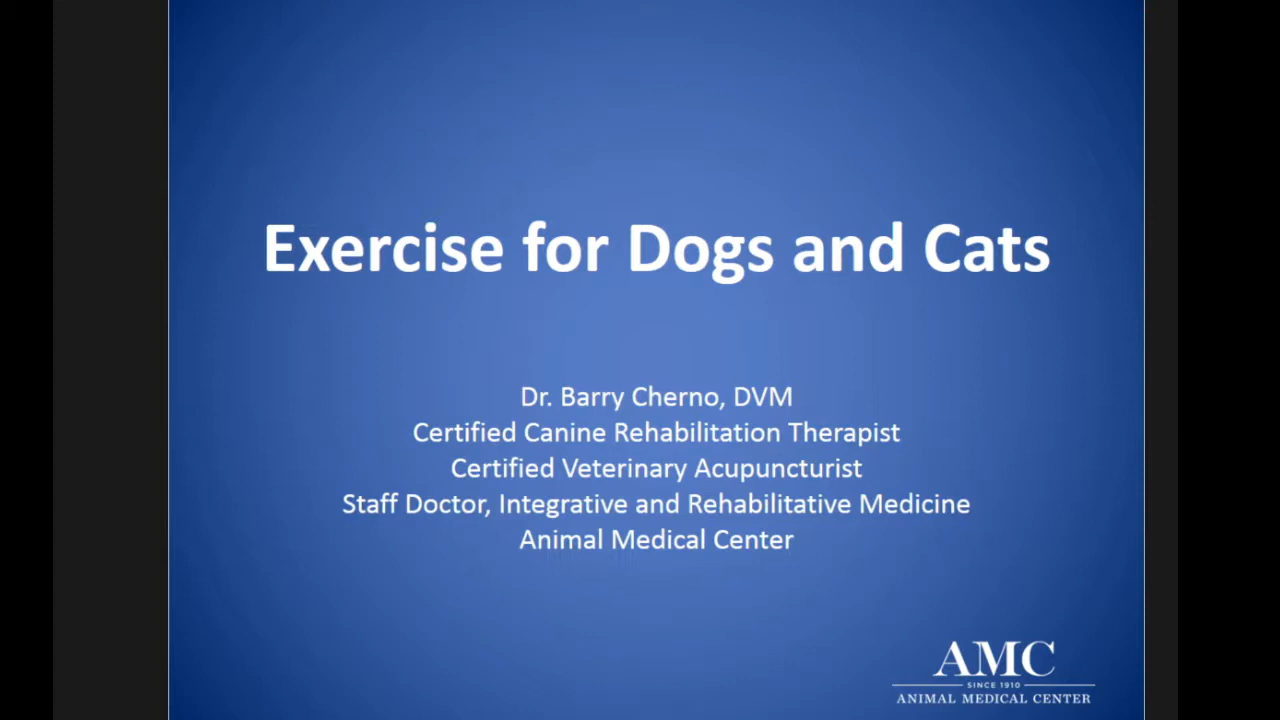 Exercise for Dogs and Cats
Dr. Barry Cherno, DVM
Certified Canine Rehabilitation Therapist
Certified Veterinary Acupuncturist
Staff Doctor, Integrative and Rehabilitative Medicine
Animal Medical Center
AMC
SINCE 1910
ANIMAL MEDICAL CENTER